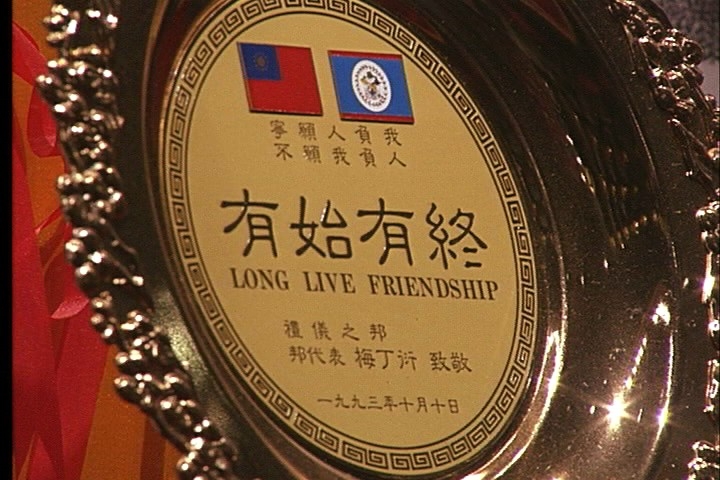 寧願人負我
不願我負人
有始有終
LONG LIVE FRIENDSHIP
禮儀之邦
邦代表 梅丁衍 致敬
一九九三年十月十日